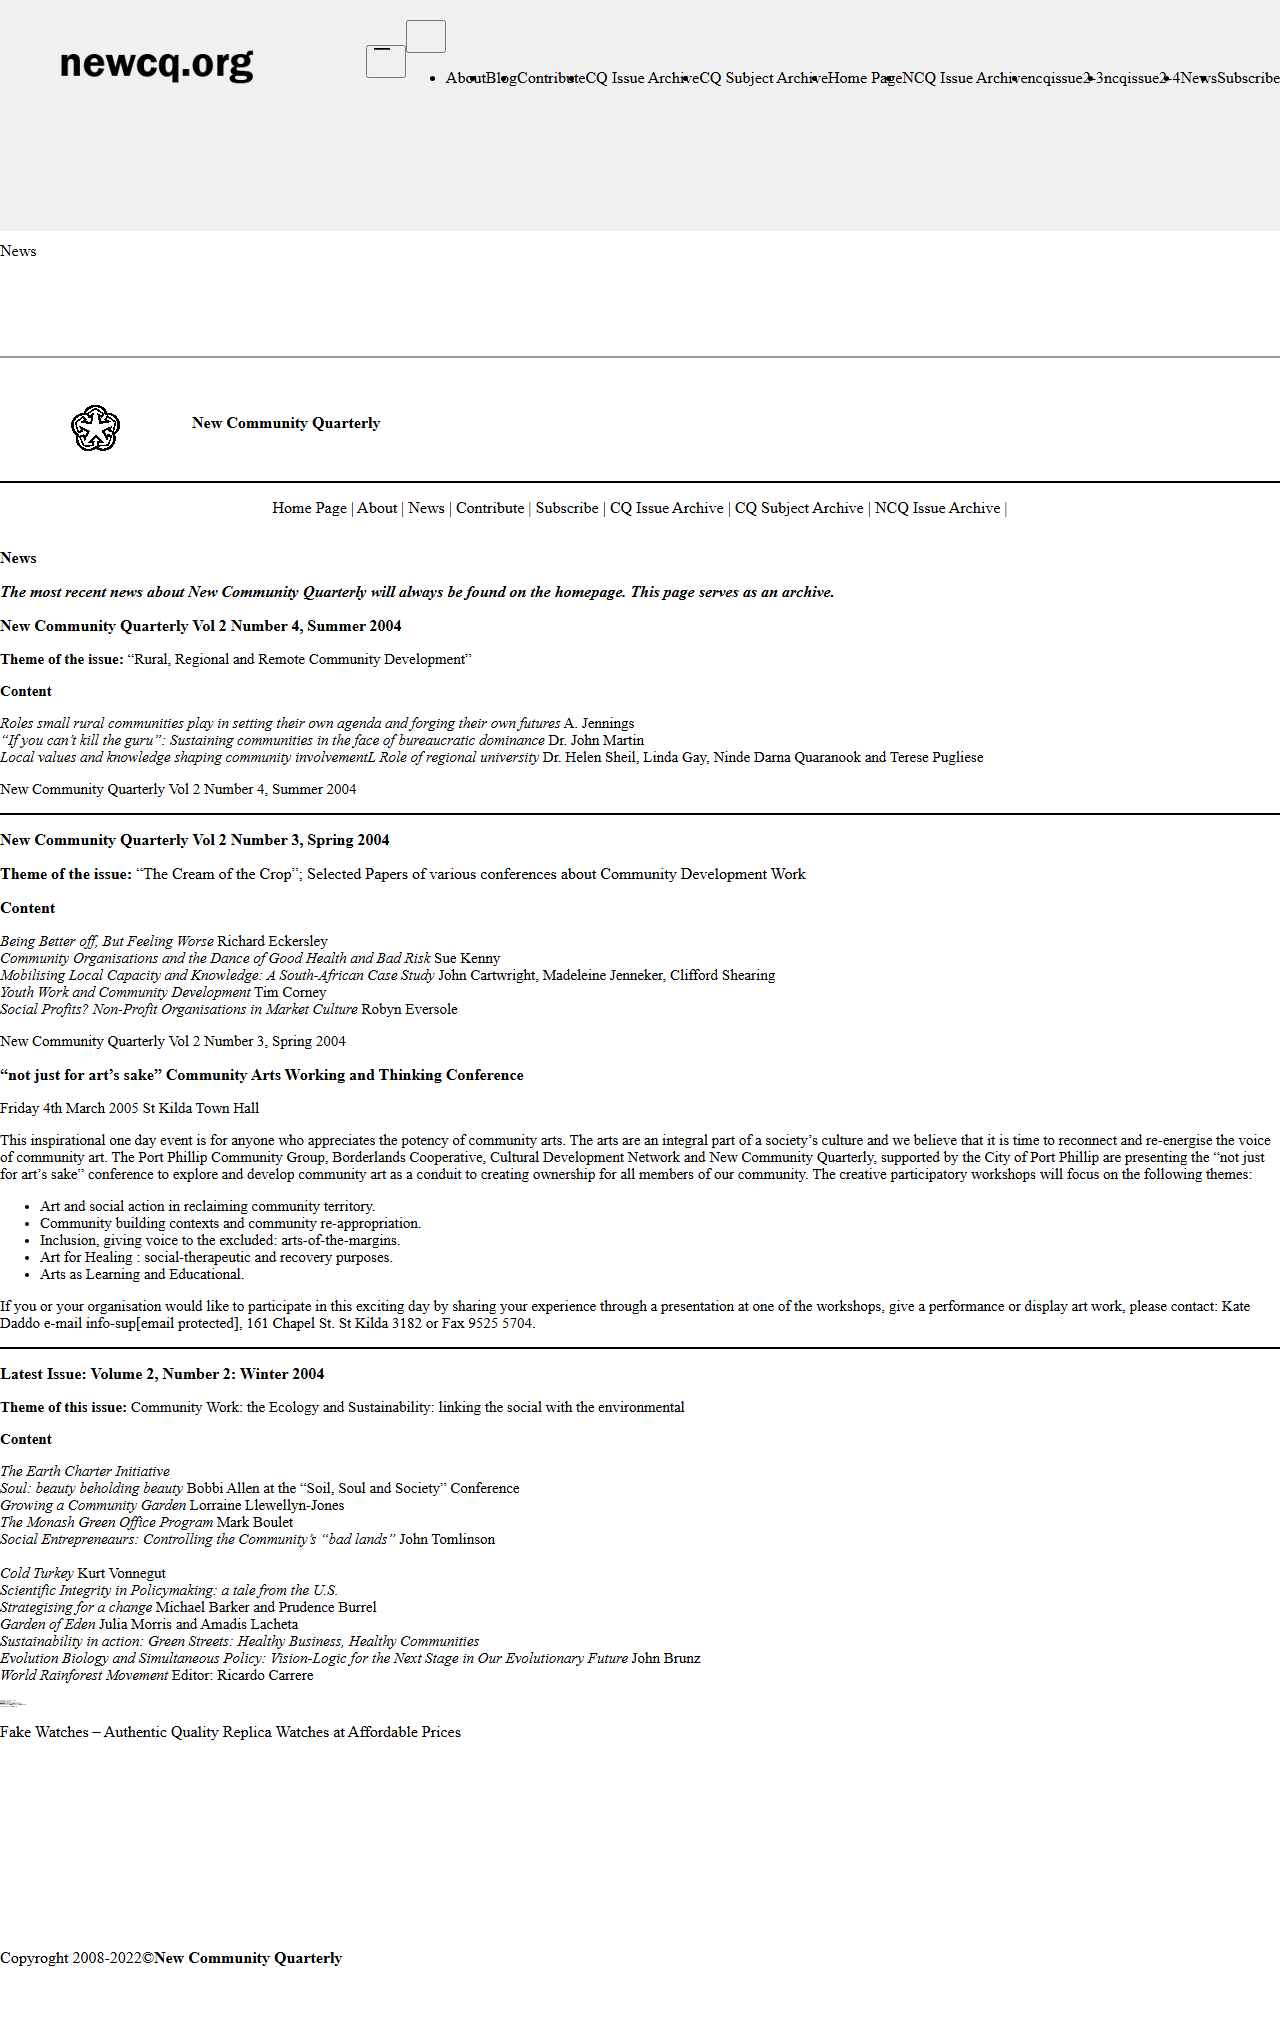 newcq.org
AboutBlogContributeCQ Issue ArchiveCQ Subject ArchiveHome PageNCQ Issue Archivencqissue2-3ncqissue2-4NewsSubscribe
News
New Community Quarterly
Home Page | About | News | Contribute | Subscribe | CQ Issue Archive | CQ Subject Archive | NCQ Issue Archive |
News
The most recent news about New Community Quarterly will always be found on the homepage. This page serves as an archive.
New Community Quarterly Vol 2 Number 4, Summer 2004
Theme of the issue: “Rural, Regional and Remote Community Development”
Content
Roles small rural communities play in setting their own agenda and forging their own futures A. Jennings
“If you can’t kill the guru”: Sustaining communities in the face of bureaucratic dominance Dr. John Martin
Local values and knowledge shaping community involvementL Role of regional university Dr. Helen Sheil, Linda Gay, Ninde Darna Quaranook and Terese Pugliese
New Community Quarterly Vol 2 Number 4, Summer 2004
New Community Quarterly Vol 2 Number 3, Spring 2004
Theme of the issue: “The Cream of the Crop”; Selected Papers of various conferences about Community Development Work
Content
Being Better off, But Feeling Worse Richard Eckersley
Community Organisations and the Dance of Good Health and Bad Risk Sue Kenny
Mobilising Local Capacity and Knowledge: A South-African Case Study John Cartwright, Madeleine Jenneker, Clifford Shearing
Youth Work and Community Development Tim Corney
Social Profits? Non-Profit Organisations in Market Culture Robyn Eversole
New Community Quarterly Vol 2 Number 3, Spring 2004
“not just for art’s sake” Community Arts Working and Thinking Conference
Friday 4th March 2005 St Kilda Town Hall
This inspirational one day event is for anyone who appreciates the potency of community arts. The arts are an integral part of a society’s culture and we believe that it is time to reconnect and re-energise the voice
of community art. The Port Phillip Community Group, Borderlands Cooperative, Cultural Development Network and New Community Quarterly, supported by the City of Port Phillip are presenting the “not just
for art’s sake” conference to explore and develop community art as a conduit to creating ownership for all members of our community. The creative participatory workshops will focus on the following themes:
• Art and social action in reclaiming community territory.
• Community building contexts and community re-appropriation.
• Inclusion, giving voice to the excluded: arts-of-the-margins.
• Art for Healing : social-therapeutic and recovery purposes.
• Arts as Learning and Educational.
If you or your organisation would like to participate in this exciting day by sharing your experience through a presentation at one of the workshops, give a performance or display art work, please contact: Kate
Daddo e-mail info-sup[email protected], 161 Chapel St. St Kilda 3182 or Fax 9525 5704.
Latest Issue: Volume 2, Number 2: Winter 2004
Theme of this issue: Community Work: the Ecology and Sustainability: linking the social with the environmental
Content
The Earth Charter Initiative
Soul: beauty beholding beauty Bobbi Allen at the “Soil, Soul and Society” Conference
Growing a Community Garden Lorraine Llewellyn-Jones
The Monash Green Office Program Mark Boulet
Social Entrepreneaurs: Controlling the Community’s “bad lands” John Tomlinson
Cold Turkey Kurt Vonnegut
Scientific Integrity in Policymaking: a tale from the U.S.
Strategising for a change Michael Barker and Prudence Burrel
Garden of Eden Julia Morris and Amadis Lacheta
Sustainability in action: Green Streets: Healthy Business, Healthy Communities
Evolution Biology and Simultaneous Policy: Vision-Logic for the Next Stage in Our Evolutionary Future John Brunz
World Rainforest Movement Editor: Ricardo Carrere
Fake Watches – Authentic Quality Replica Watches at Affordable Prices
Copyroght 2008-2022©New Community Quarterly